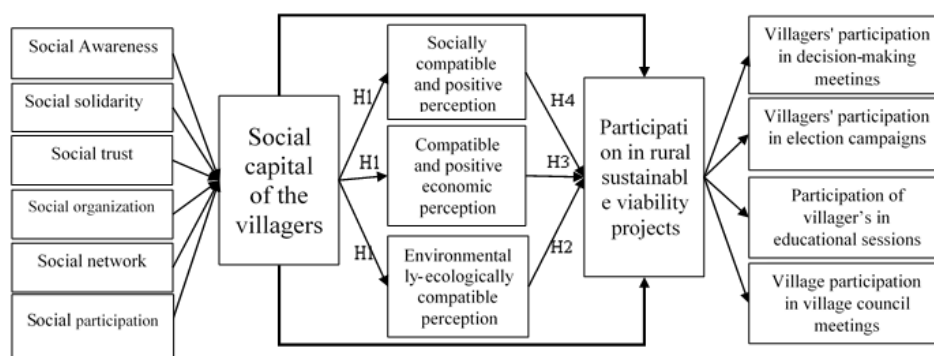 Social Awareness
Social solidarity
Social trust
Social organization
Social network
Social participation
Social
capital
of the
villagers
H1
H1
H1
Socially
compatible
and positive
perception
Compatible
and positive
economic
perception
Environmental
ly-ecologically
compatible
perception
H4
H3
H2
Participati
on in rural
sustainabl
e viability
projects
Villagers' participation
in decision-making
meetings
Villagers' participation
in election campaigns
Participation of
villager’s in
educational sessions
Village participation
in village council
meetings